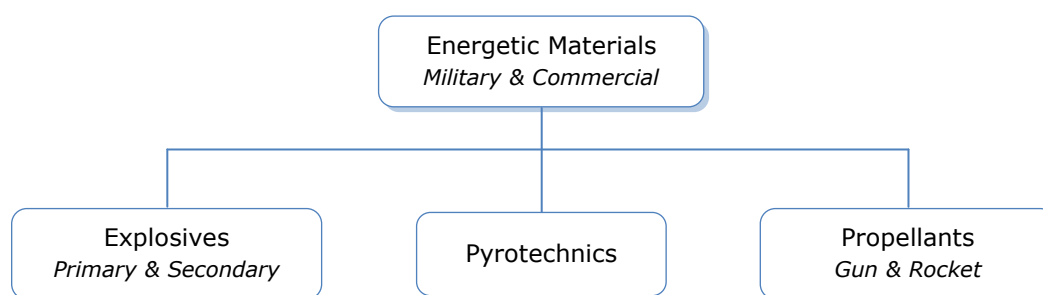 Energetic Materials
Military & Commercial
Explosives
Primary & Secondary
Pyrotechnics
Propellants
Gun & Rocket